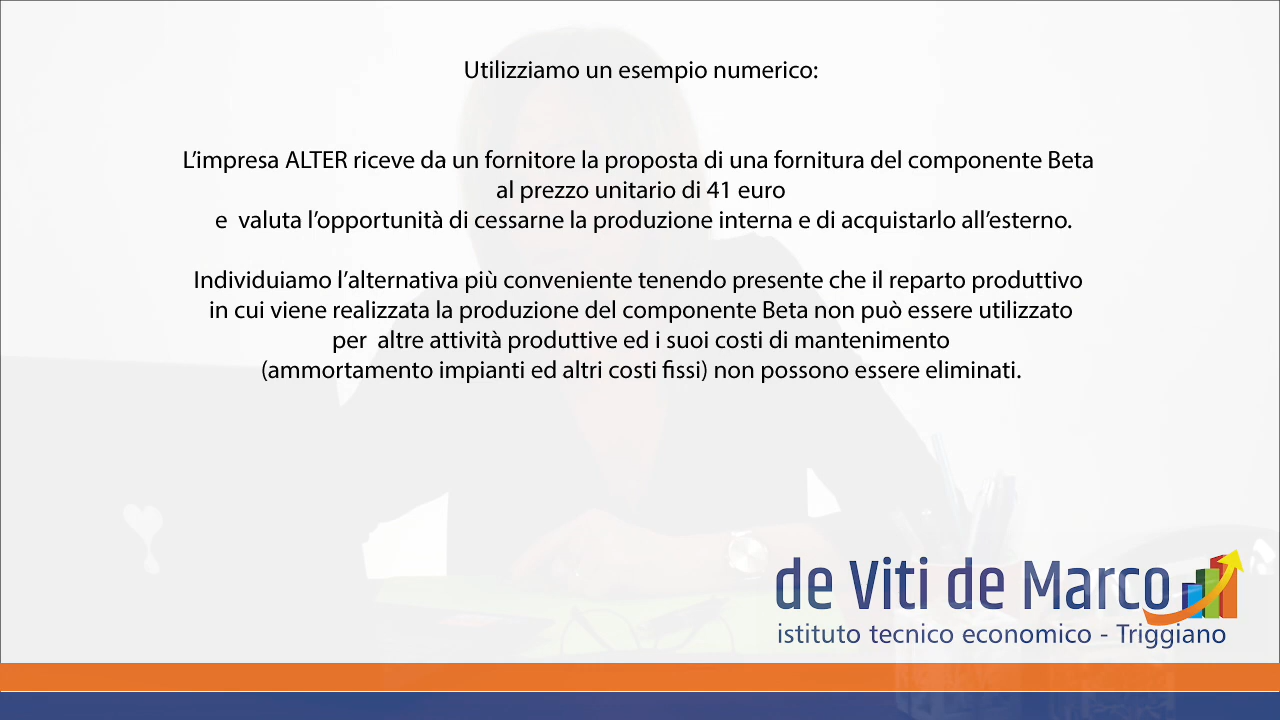 Utilizziamo un esempio numerico:
L’impresa ALTER riceve da un fornitore la proposta di una fornitura del componente Beta
al prezzo unitario di 41 euro
e  valuta l’opportunità di cessarne la produzione interna e di acquistarlo all’esterno.
Individuiamo l’alternativa più conveniente tenendo presente che il reparto produttivo
in cui viene realizzata la produzione del componente Beta non può essere utilizzato
per  altre attività produttive ed i suoi costi di mantenimento
(ammortamento impianti ed altri costi fissi) non possono essere eliminati.
de Viti de Marco
istituto tecnico economico - Triggiano